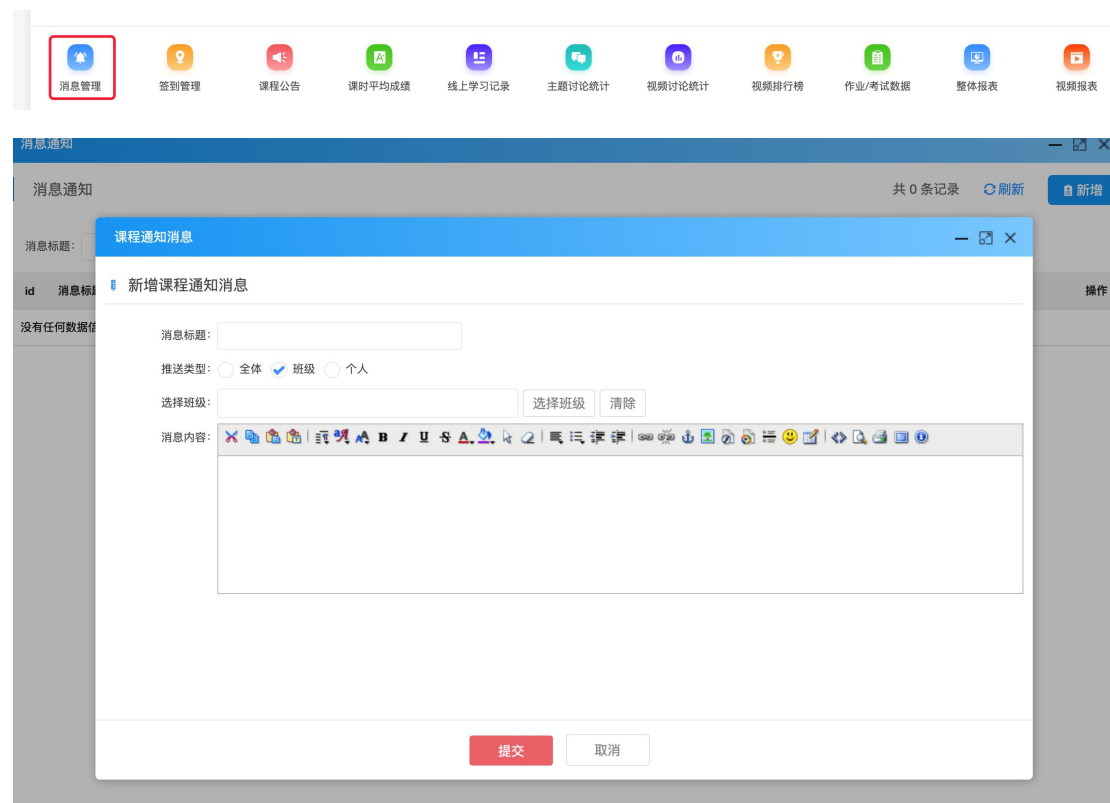 消息管理 签到管理 课程公告 课时平均成绩 线上学习记录 主题讨论统计 视频讨论统计 视频排行榜 作业/考试数据 整体报表 视频报表
消息通知
消息通知 共 0 条记录 刷新 新增
消息标题:
课程通知消息
id 消息标 操作
新增课程通知消息
没有任何数据信
消息标题:
推送类型: 全体 班级 个人
选择班级: 选择班级 清除
消息内容:
提交 取消